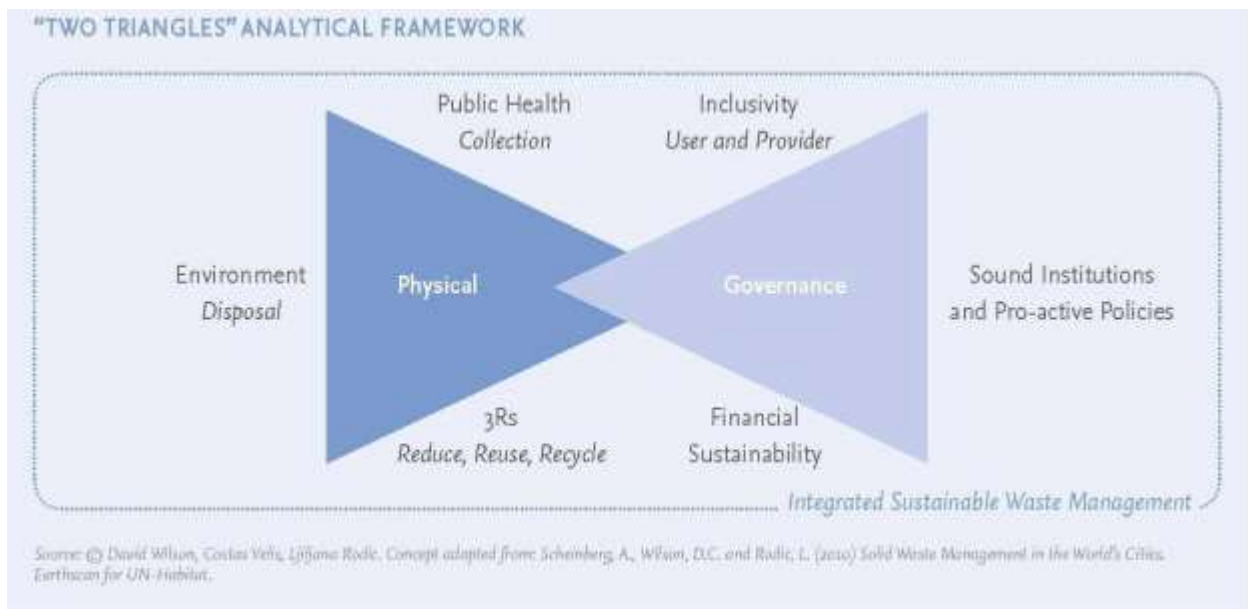 "TWO TRIANGLES" ANALYTICAL FRAMEWORK
Public Health
Collection
Inclusivity
User and Provider
Environment
Disposal
Physical
Governance
Sound Institutions
and Pro-active Policies
3Rs
Reduce, Reuse, Recycle
Financial
Sustainability
Integrated Sustainable Waste Management
Source: © David Wilson, Costas Velis, Ljiljana Rodic. Concept adapted from: Scheinberg, A., Wilson, D.C. and Rodic, L. (2010) Solid Waste Management in the World's Cities.
Earthscan for UN-Habitat.